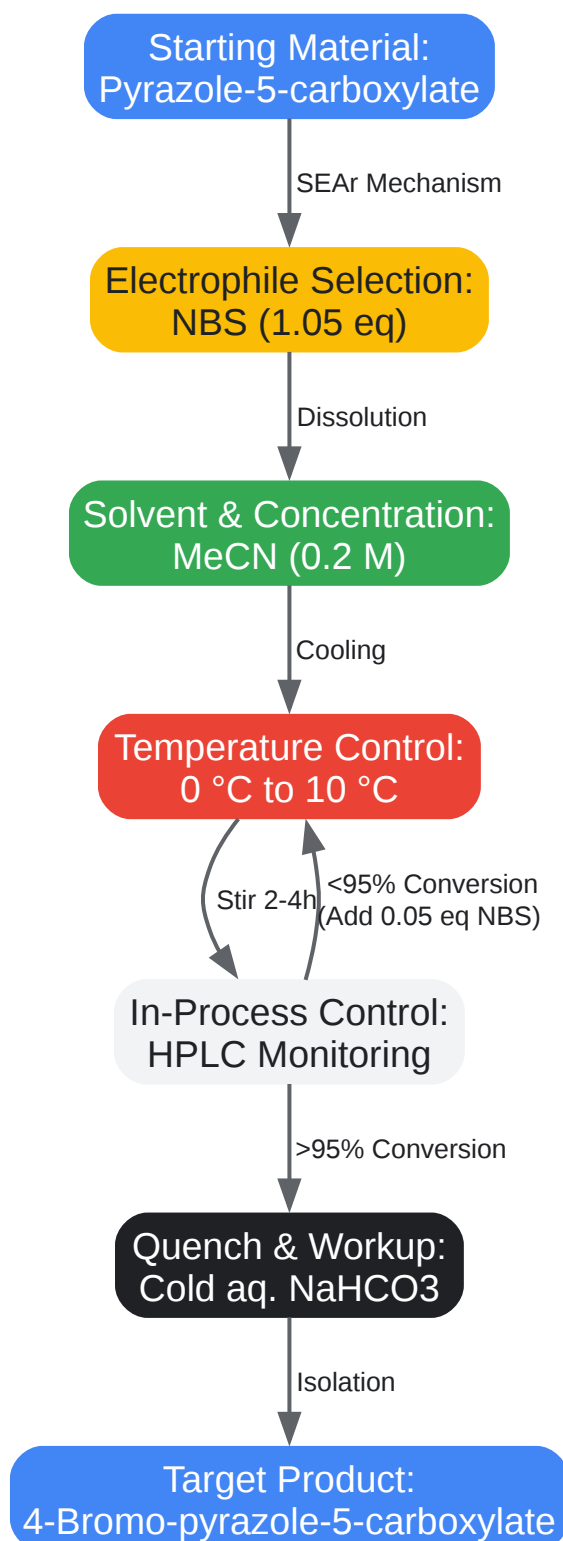 Starting Material:
Pyrazole-5-carboxylate
SEAr Mechanism
Electrophile Selection:
NBS (1.05 eq)
Dissolution
Solvent & Concentration:
MeCN (0.2 M)
Cooling
Temperature Control:
0 °C to 10 °C
Stir 2-4h
<95% Conversion
(Add 0.05 eq NBS)
In-Process Control:
HPLC Monitoring
>95% Conversion
Quench & Workup:
Cold aq. NaHCO3
Isolation
Target Product:
4-Bromo-pyrazole-5-carboxylate